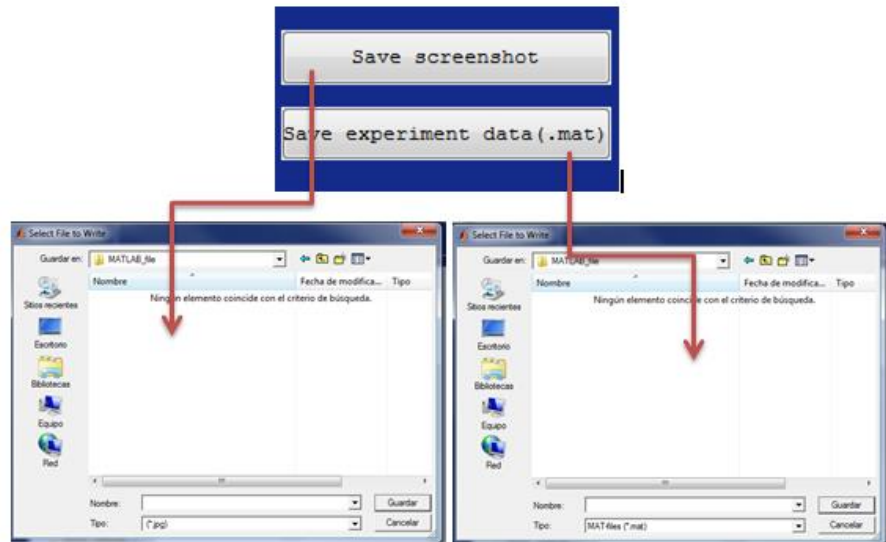 Save screenshot
Save experiment data(.mat)
Select File to Write
Guardar en: MATLAB_file
Nombre Fecha de modifica... Tipo
Ningún elemento coincide con el criterio de búsqueda.
Sitios recientes
Escritorio
Bibliotecas
Equipo
Red
Nombre: Guardar
Tipo: (*.jpg) Cancelar
Select File to Write
Guardar en: MATLAB_file
Nombre Fecha de modifica... Tipo
Ningún elemento coincide con el criterio de búsqueda.
Sitios recientes
Escritorio
Bibliotecas
Equipo
Red
Nombre: Guardar
Tipo: MAT-files (*.mat) Cancelar